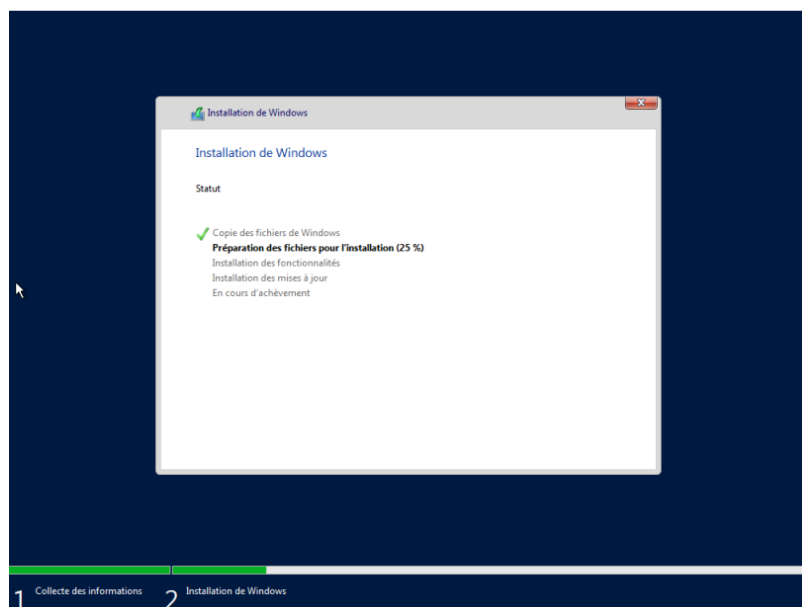 Installation de Windows
Installation de Windows
Statut
Copie des fichiers de Windows
Préparation des fichiers pour l'installation (25 %)
Installation des fonctionnalités
Installation des mises à jour
En cours d'achèvement
1 Collecte des informations
2 Installation de Windows